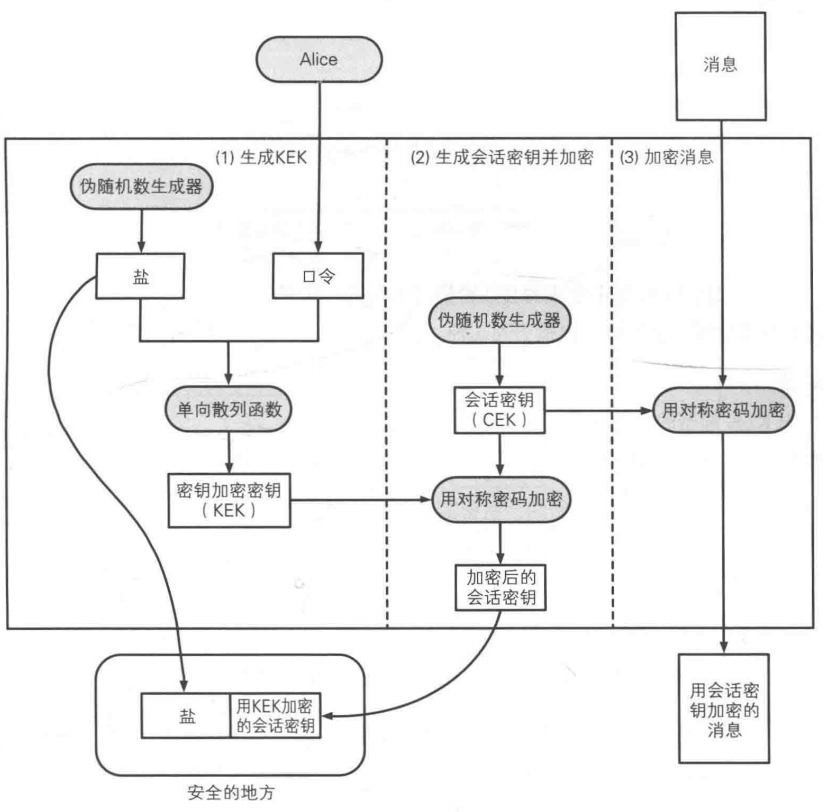 Alice
消息
(1) 生成KEK
(2) 生成会话密钥并加密
(3) 加密消息
伪随机数生成器
盐
口令
伪随机数生成器
单向散列函数
会话密钥
（CEK）
用对称密码加密
密钥加密密钥
（KEK）
用对称密码加密
加密后的
会话密钥
盐
用KEK加密
的会话密钥
用会话密
钥加密的
消息
安全的地方